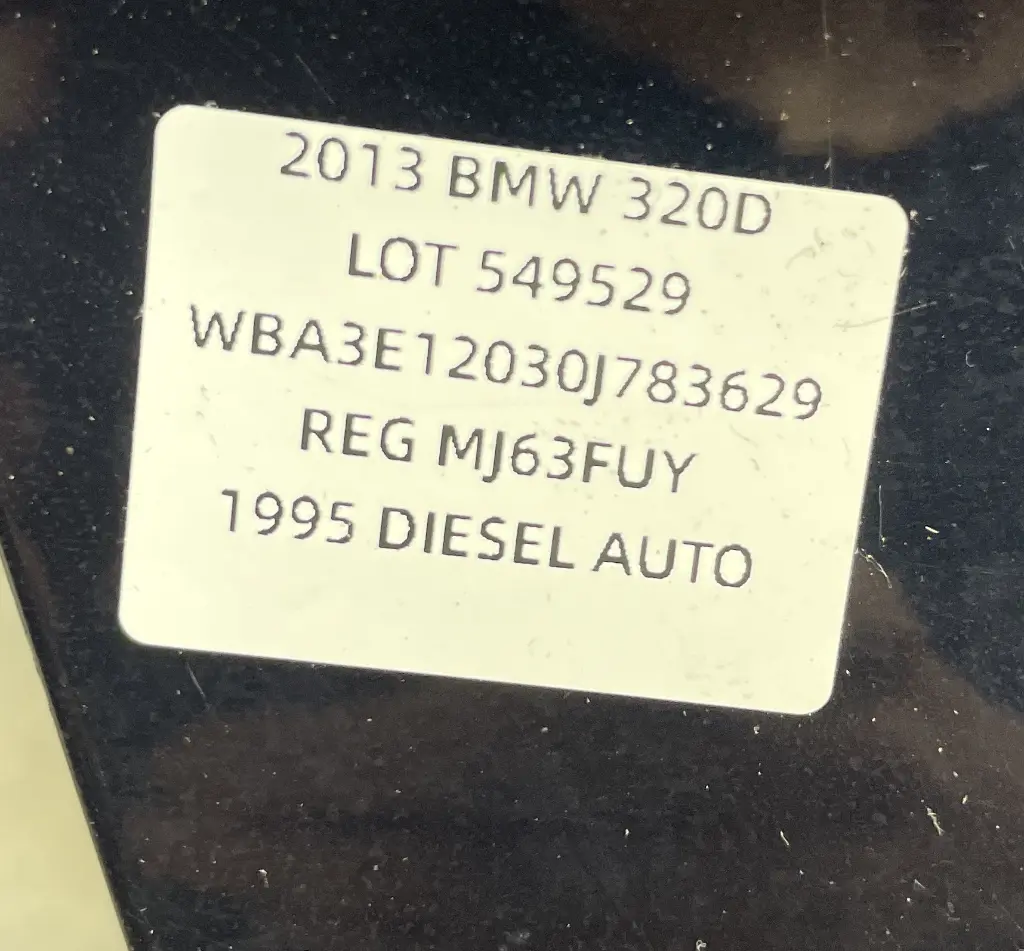 2013 BMW 320D
LOT 549529
WBA3E12030J783629
REG MJ63FUY
1995 DIESEL AUTO